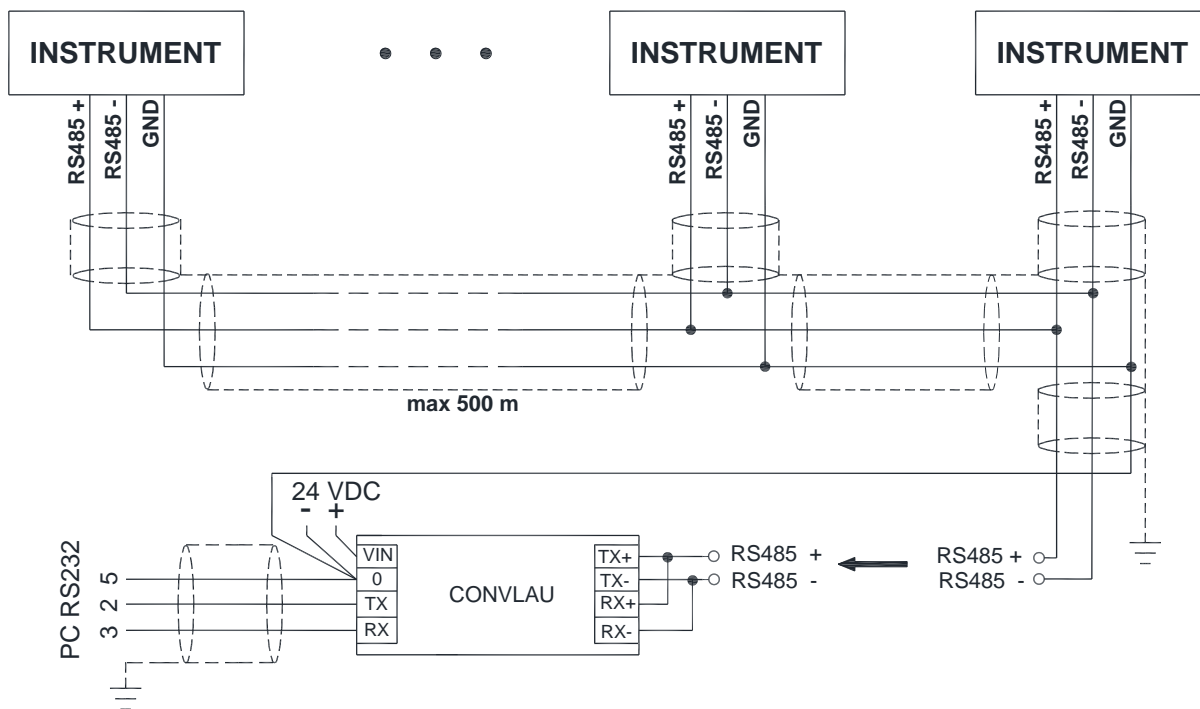 INSTRUMENT
INSTRUMENT
INSTRUMENT
RS485 +
RS485 -
GND
RS485 +
RS485 -
GND
RS485 +
RS485 -
GND
max 500 m
24 VDC
- +
VIN
0
TX
RX
CONVLAU
TX+
TX-
RX+
RX-
RS485 +
RS485 -
RS485 +
RS485 -
PC RS232
5
2
3